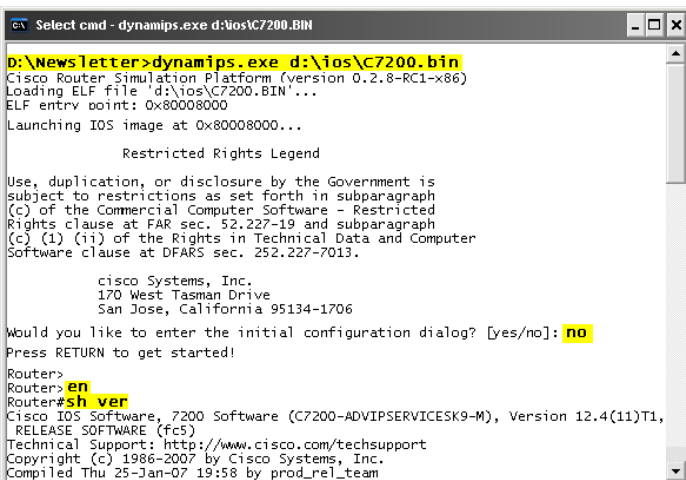 Select cmd - dynamips.exe d:\ios\C7200.BIN
D:\Newsletter>dynamips.exe d:\ios\C7200.bin
Cisco Router Simulation Platform (version 0.2.8-RC1-x86)
Loading ELF file 'd:\ios\C7200.BIN'...
ELF entry point: 0x80008000
Launching IOS image at 0x80008000...
Restricted Rights Legend
Use, duplication, or disclosure by the Government is
subject to restrictions as set forth in subparagraph
(c) of the Commercial Computer Software - Restricted
Rights clause at FAR sec. 52.227-19 and subparagraph
(c) (1) (ii) of the Rights in Technical Data and Computer
Software clause at DFARS sec. 252.227-7013.
cisco Systems, Inc.
170 West Tasman Drive
San Jose, California 95134-1706
Would you like to enter the initial configuration dialog? [yes/no]: no
Press RETURN to get started!
Router>
Router>en
Router#sh ver
Cisco IOS Software, 7200 Software (C7200-ADVIPSERVICESK9-M), Version 12.4(11)T1,
RELEASE SOFTWARE (fc5)
Technical Support: http://www.cisco.com/techsupport
Copyright (c) 1986-2007 by Cisco Systems, Inc.
Compiled Thu 25-Jan-07 19:58 by prod_rel_team